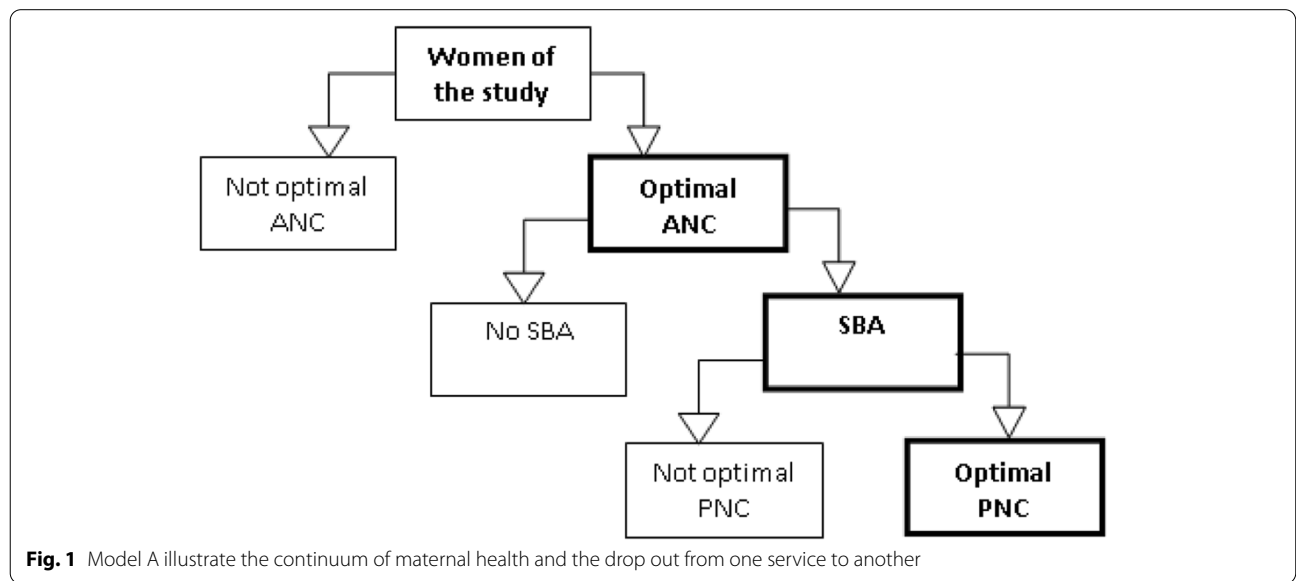 Women of
the study
Not optimal
ANC
Optimal
ANC
No SBA
SBA
Not optimal
PNC
Optimal
PNC
Fig. 1 Model A illustrate the continuum of maternal health and the drop out from one service to another